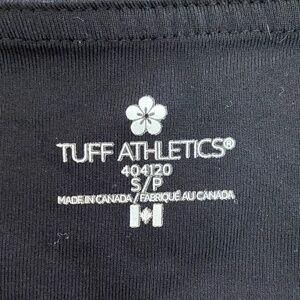 TUFF ATHLETICS®
404120
S/P
MADE IN CANADA / FABRIQUÉ AU CANADA